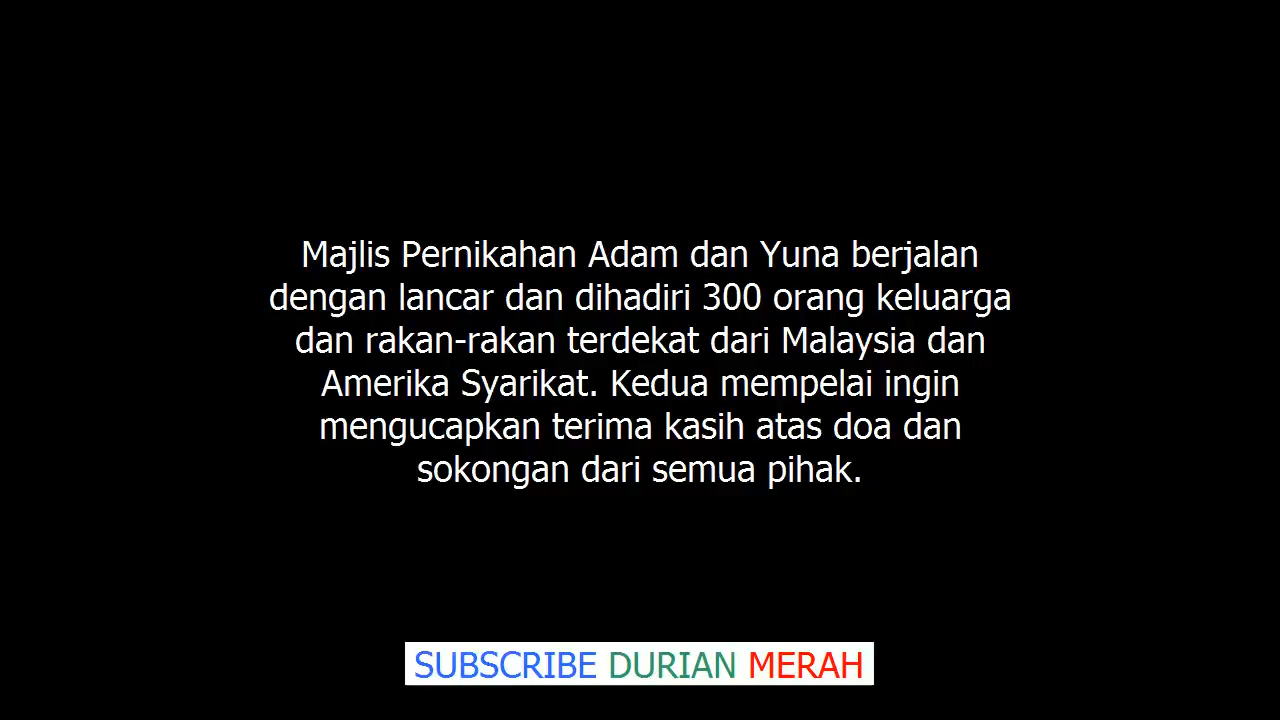 Majlis Pernikahan Adam dan Yuna berjalan
dengan lancar dan dihadiri 300 orang keluarga
dan rakan-rakan terdekat dari Malaysia dan
Amerika Syarikat. Kedua mempelai ingin
mengucapkan terima kasih atas doa dan
sokongan dari semua pihak.
SUBSCRIBE DURIAN MERAH